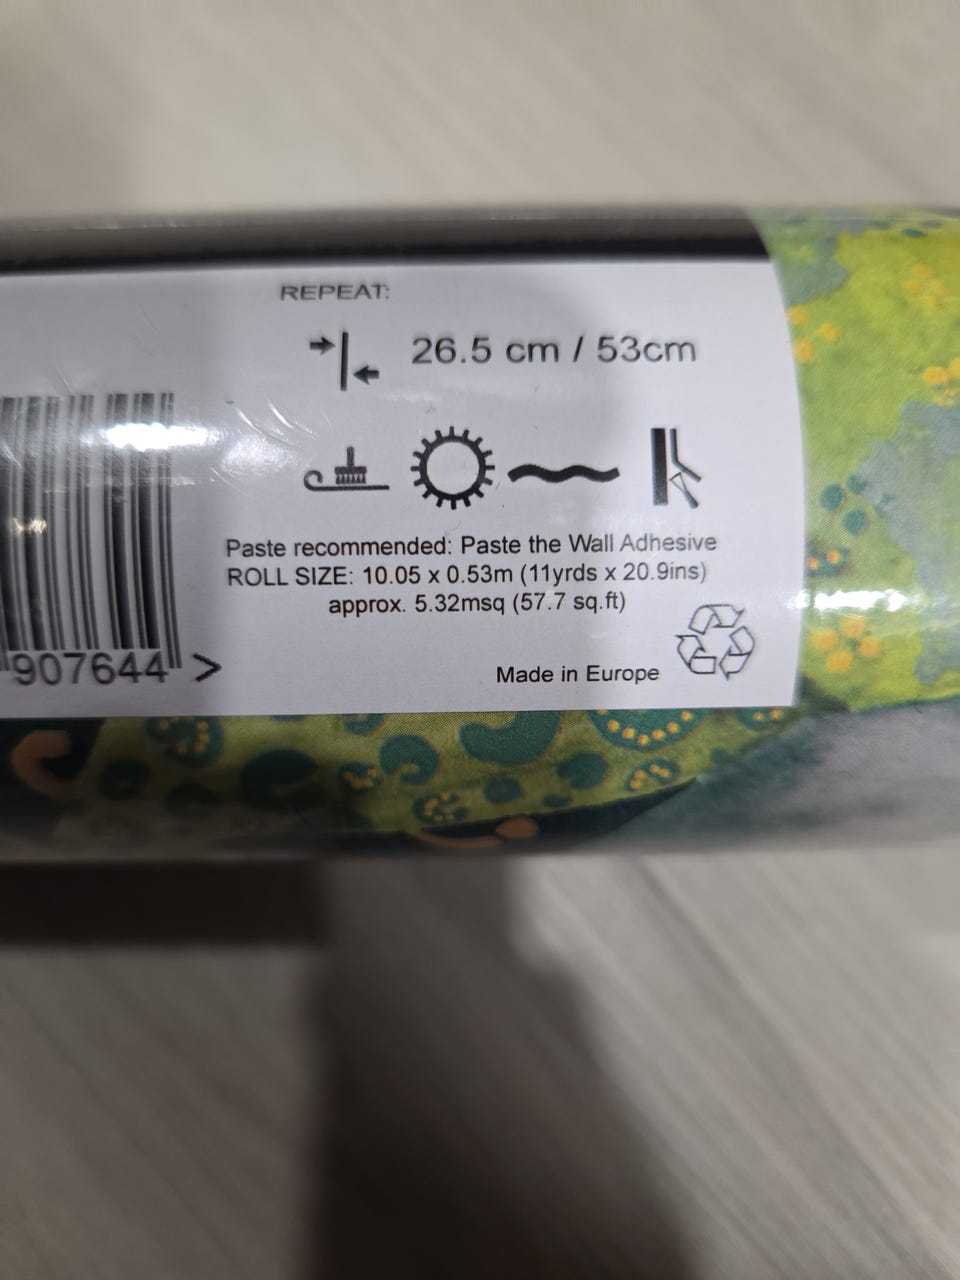 REPEAT:
26.5 cm / 53cm
Paste recommended: Paste the Wall Adhesive
ROLL SIZE: 10.05 x 0.53m (11yrds x 20.9ins)
approx. 5.32msq (57.7 sq.ft)
907644 >
Made in Europe